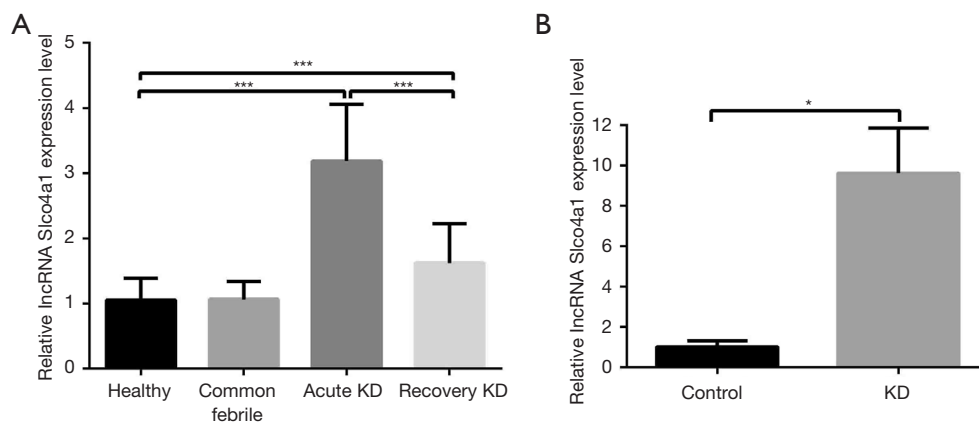 A
Relative lncRNA Slco4a1 expression level
5
4
3
2
1
0
***
***
***
Healthy
Common
febrile
Acute KD
Recovery KD
B
Relative lncRNA Slco4a1 expression level
12
10
8
6
4
2
0
*
Control
KD